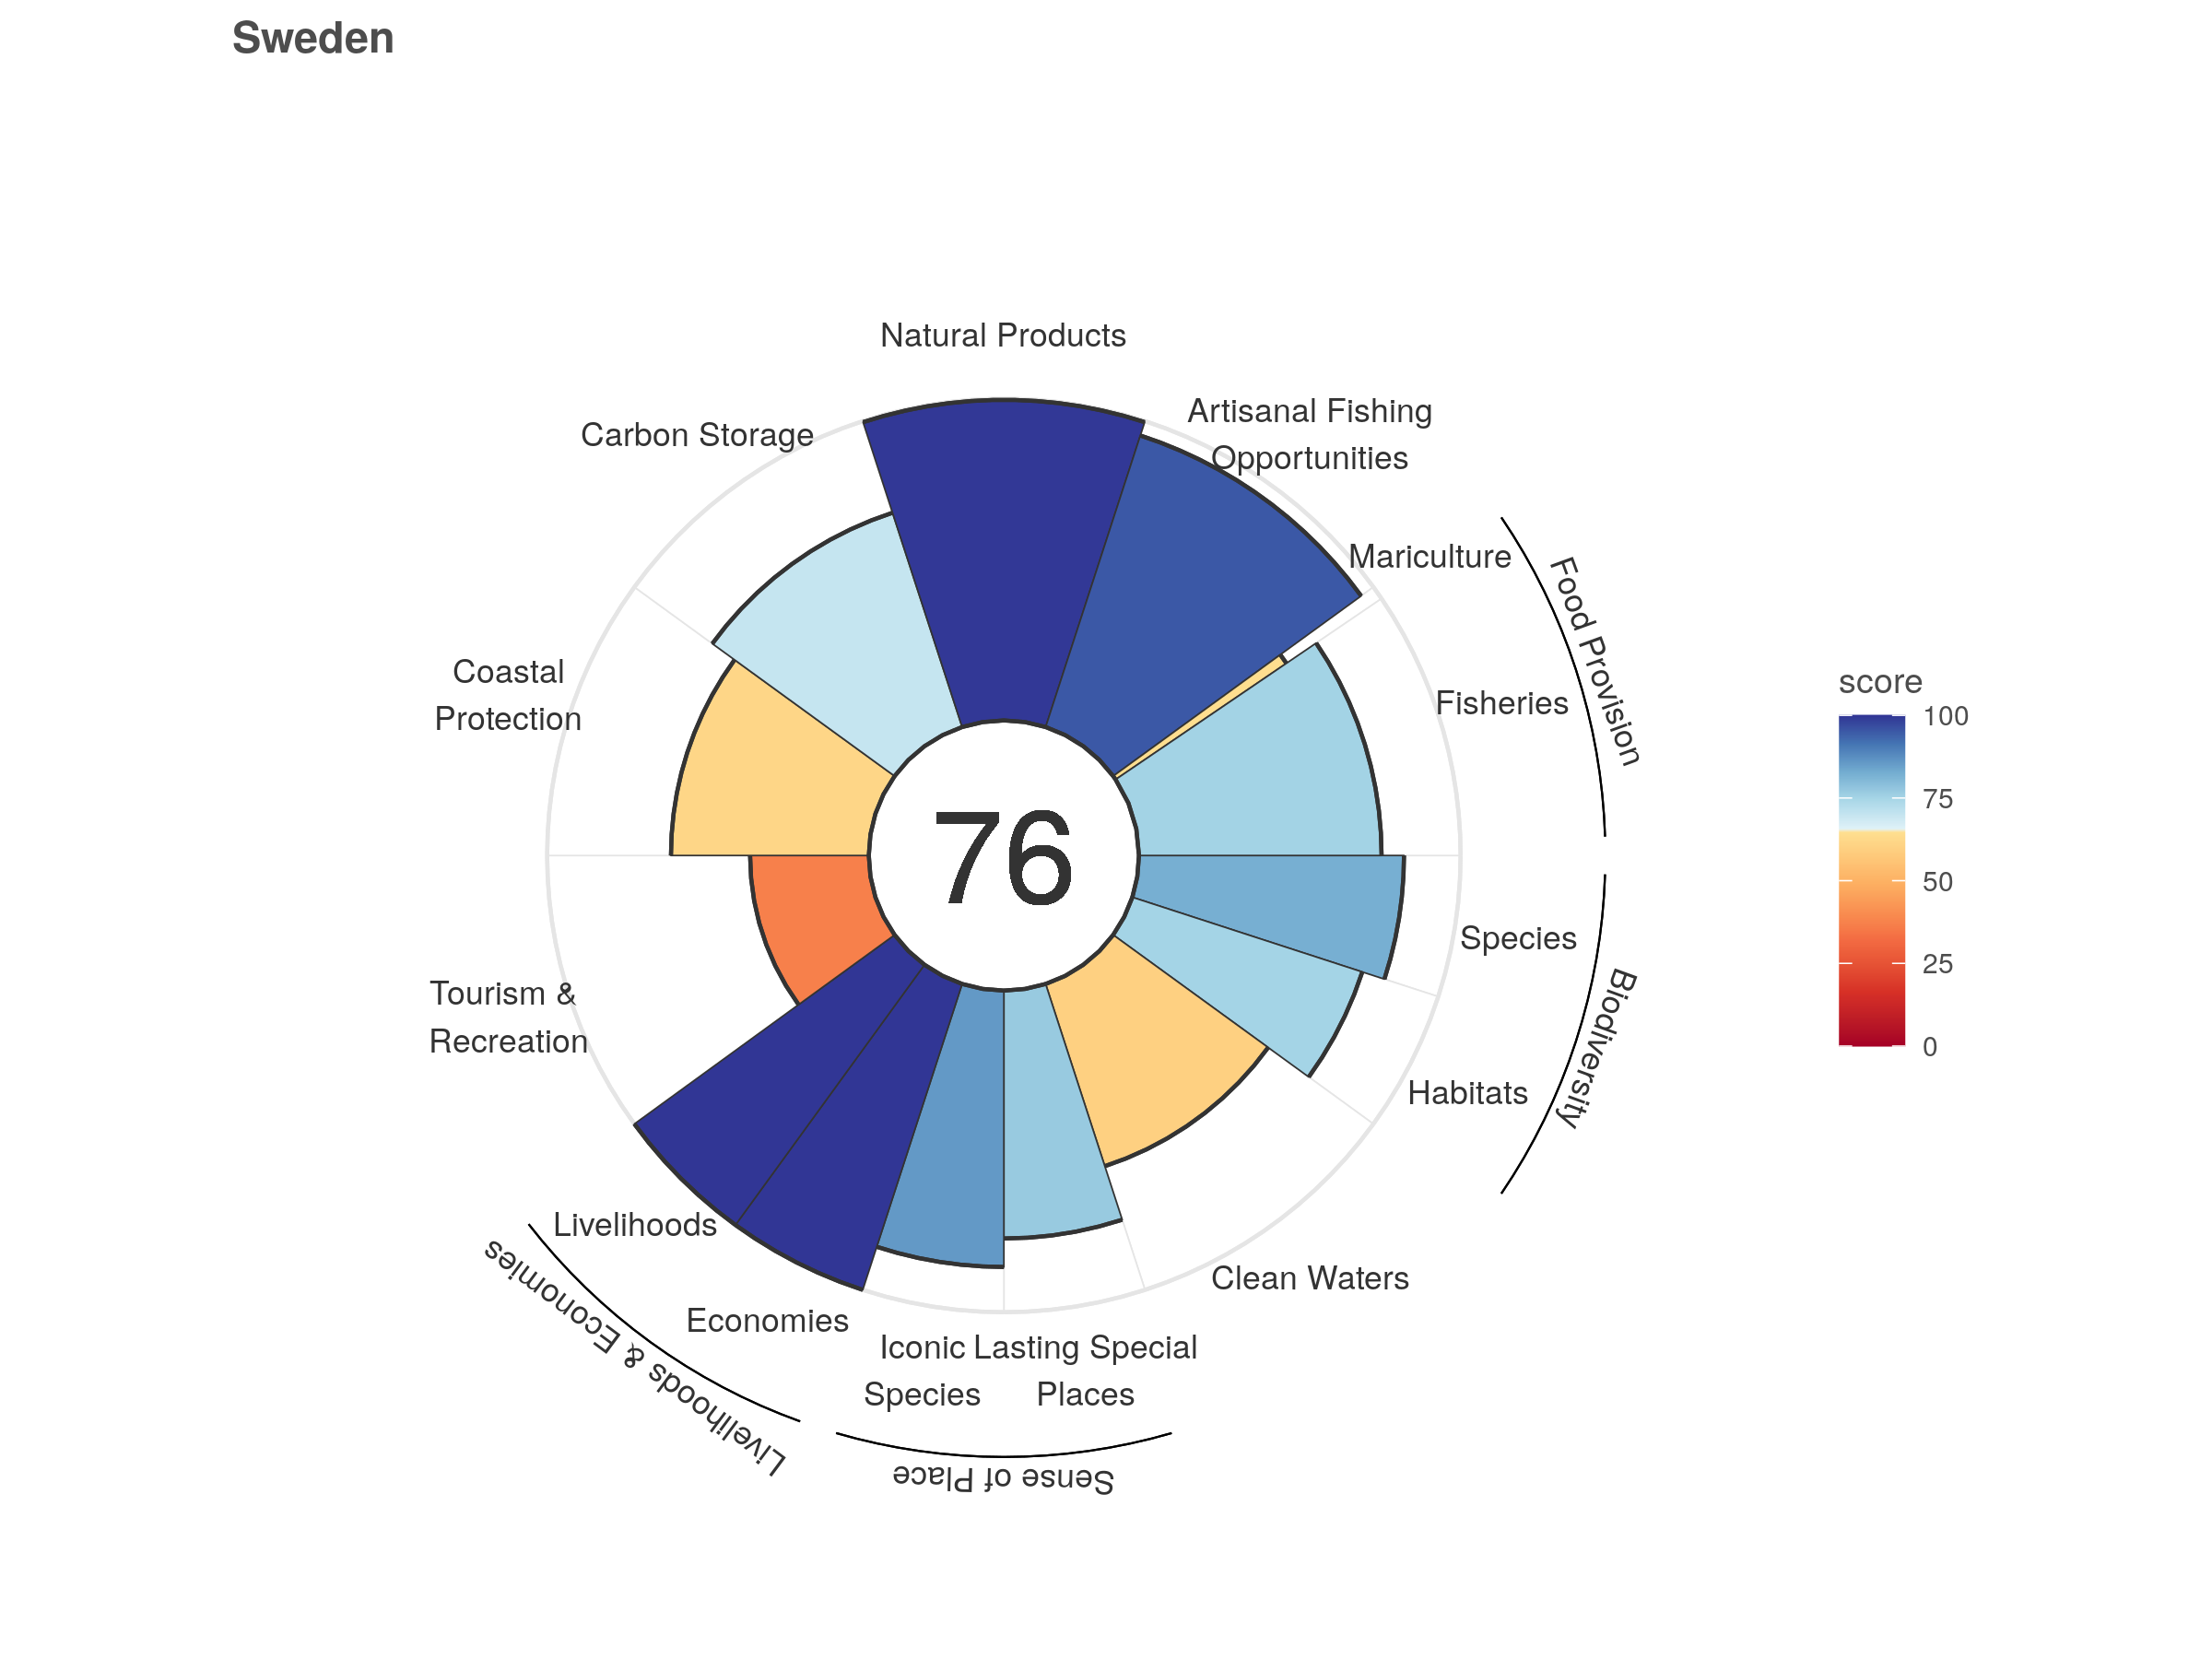 Sweden
Natural Products
Artisanal Fishing
Opportunities
Carbon Storage
Mariculture
Food Provision
Fisheries
Coastal
Protection
score
100
75
50
25
0
76
Species
Biodiversity
Habitats
Tourism &
Recreation
Livelihoods
Clean Waters
Economies
Livelihoods & Economies
Iconic
Species
Lasting Special
Places
Sense of Place